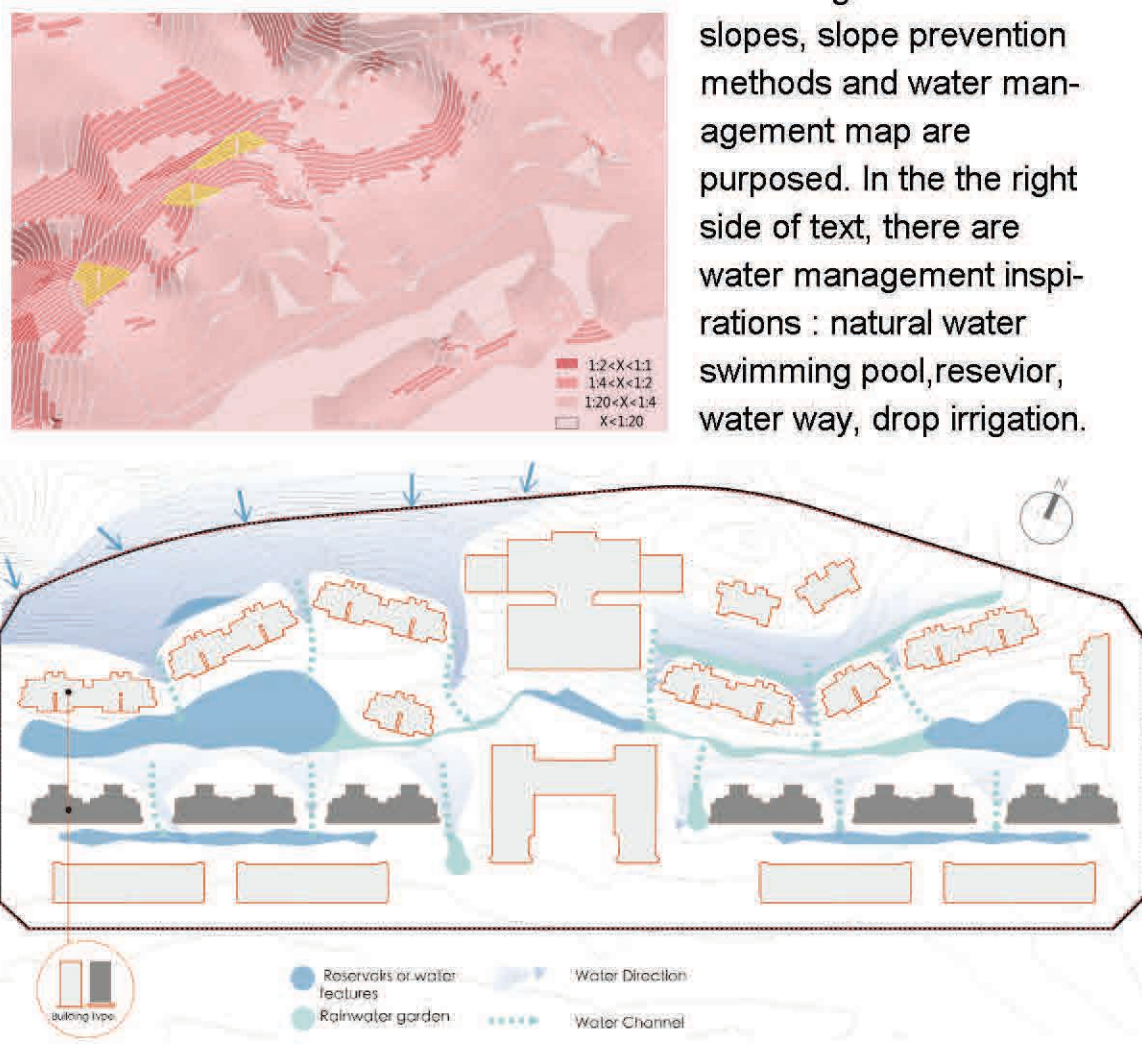 slopes, slope prevention
methods and water man-
agement map are
purposed. In the the right
side of text, there are
water management inspi-
rations : natural water
swimming pool,resevior,
water way, drop irrigation.
1:2<X<1:1
1:4<X<1:2
1:20<X<1:4
X<1:20
N
Building type
Reservoirs or water
features
Rainwater garden
Water Direction
Water Channel